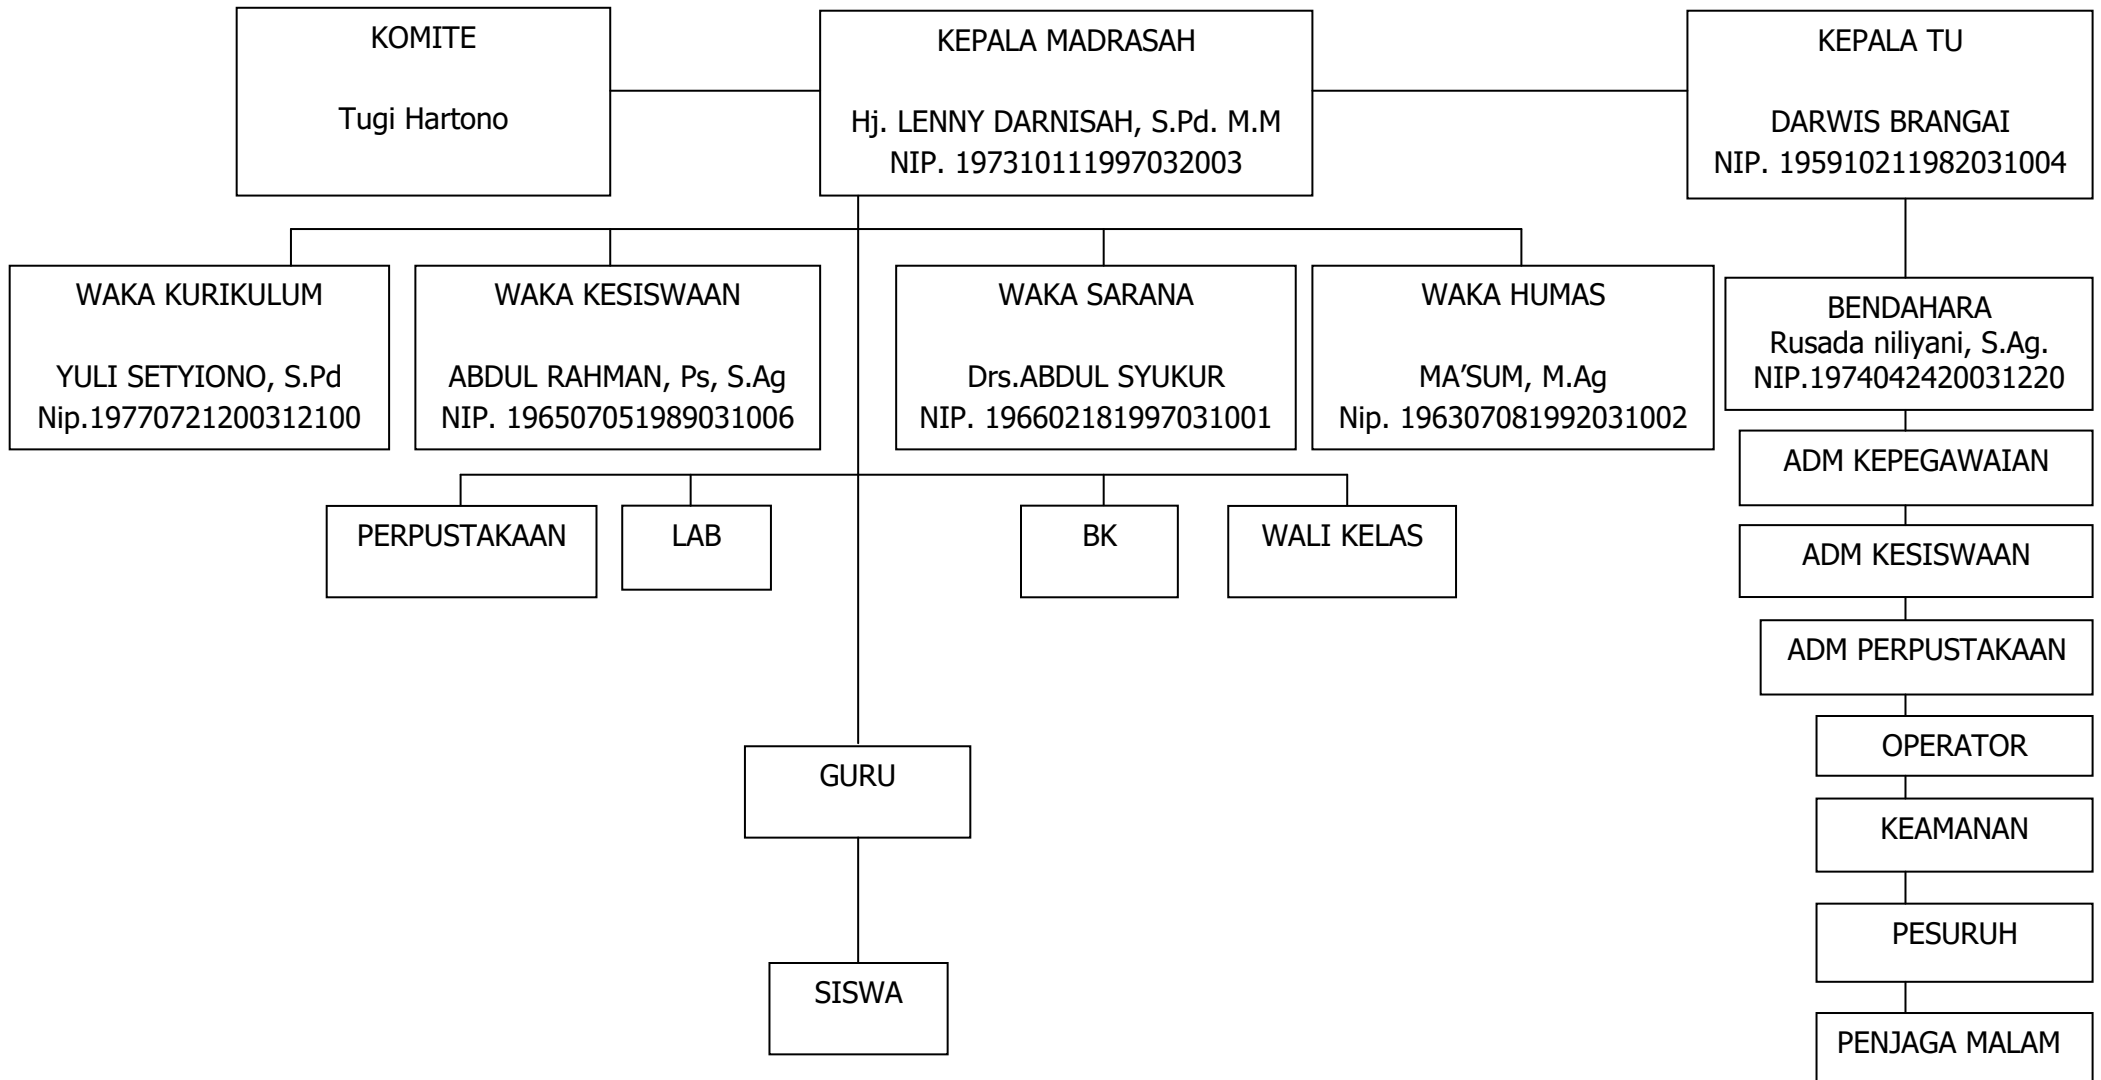 KOMITE
Tugi Hartono
KEPALA MADRASAH
Hj. LENNY DARNISAH, S.Pd. M.M
NIP. 197310111997032003
KEPALA TU
DARWIS BRANGAI
NIP. 195910211982031004
WAKA KURIKULUM
YULI SETYIONO, S.Pd
Nip.19770721200312100
WAKA KESISWAAN
ABDUL RAHMAN, Ps, S.Ag
NIP. 196507051989031006
WAKA SARANA
Drs.ABDUL SYUKUR
NIP. 196602181997031001
WAKA HUMAS
MA’SUM, M.Ag
Nip. 196307081992031002
BENDAHARA
Rusada niliyani, S.Ag.
NIP.1974042420031220
ADM KEPEGAWAIAN
PERPUSTAKAAN
LAB
BK
WALI KELAS
ADM KESISWAAN
ADM PERPUSTAKAAN
OPERATOR
GURU
KEAMANAN
PESURUH
SISWA
PENJAGA MALAM